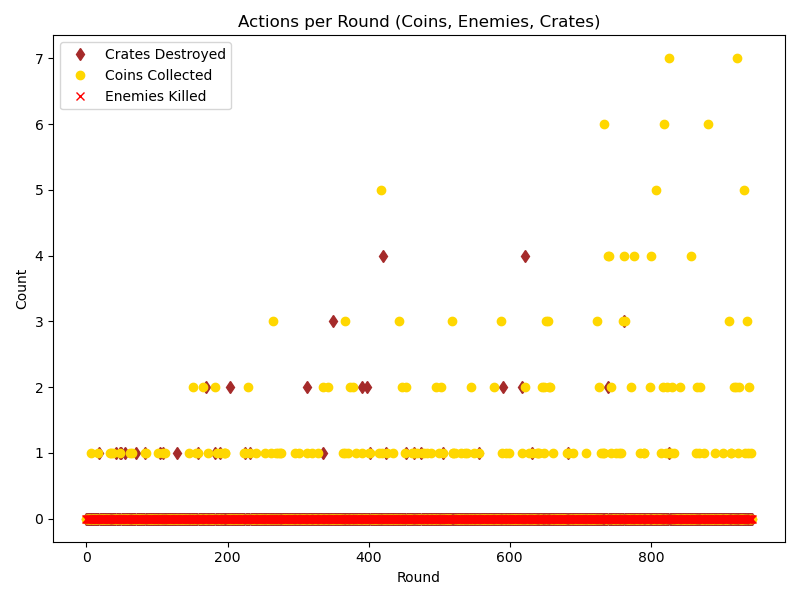 Actions per Round (Coins, Enemies, Crates)
Crates Destroyed
Coins Collected
Enemies Killed
7
6
5
4
3
2
1
0
Count
0 200 400 600 800
Round